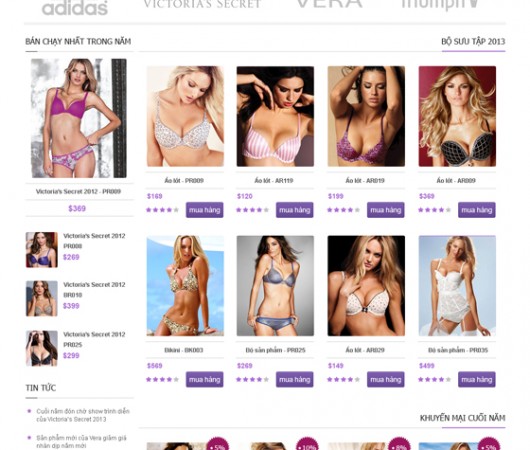 adidas
VICTORIA'S SECRET
VERA
Triumph
BÁN CHẠY NHẤT TRONG NĂM
Victoria's Secret 2012 - PR009
$369
Victoria's Secret 2012
PR008
$269
Victoria's Secret 2012
BR010
$399
Victoria's Secret 2012
PR025
$299
TIN TỨC
Cuối năm đón chờ show trình diễn
của Victoria's Secret 2013
Sản phẩm mới của Vera giảm giá
nhân dịp năm mới
BỘ SƯU TẬP 2013
Áo lót - PR009
$169
mua hàng
Áo lót - AR119
$120
mua hàng
Áo lót - AR019
$199
mua hàng
Áo lót - AR009
$369
mua hàng
Bikini - BK003
$569
mua hàng
Bộ sản phẩm - PR025
$269
mua hàng
Áo lót - AR029
$149
mua hàng
Bộ sản phẩm - PR035
$499
mua hàng
KHUYẾN MẠI CUỐI NĂM
5%
10%
8%
5%